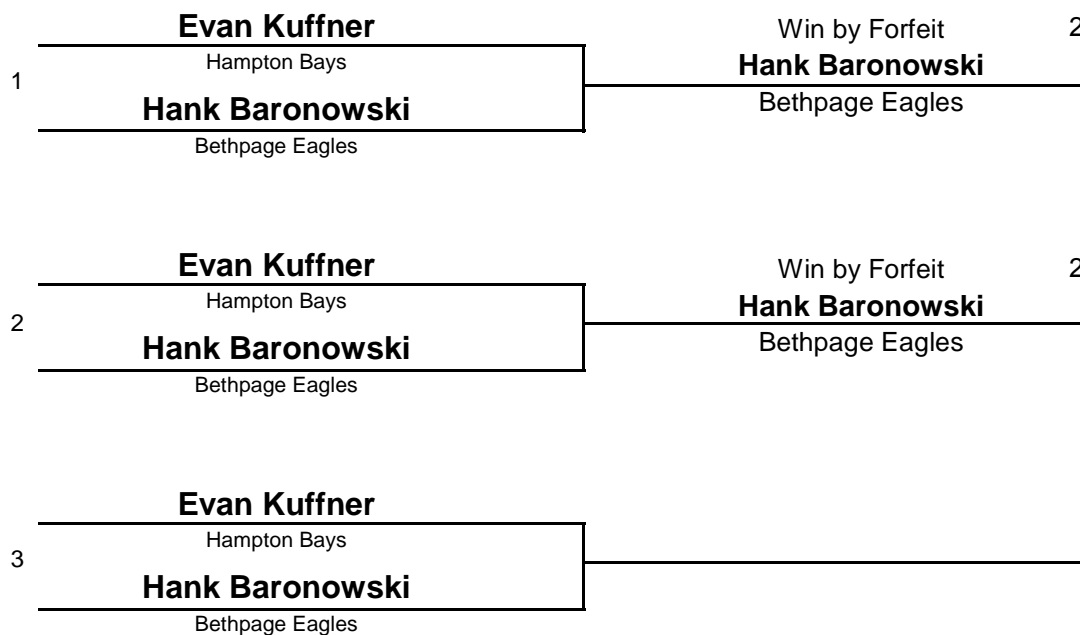 Evan Kuffner
Win by Forfeit 2
Hampton Bays
Hank Baronowski
1
Hank Baronowski
Bethpage Eagles
Bethpage Eagles
Evan Kuffner
Win by Forfeit 2
Hampton Bays
Hank Baronowski
2
Hank Baronowski
Bethpage Eagles
Bethpage Eagles
Evan Kuffner
Hampton Bays
3
Hank Baronowski
Bethpage Eagles